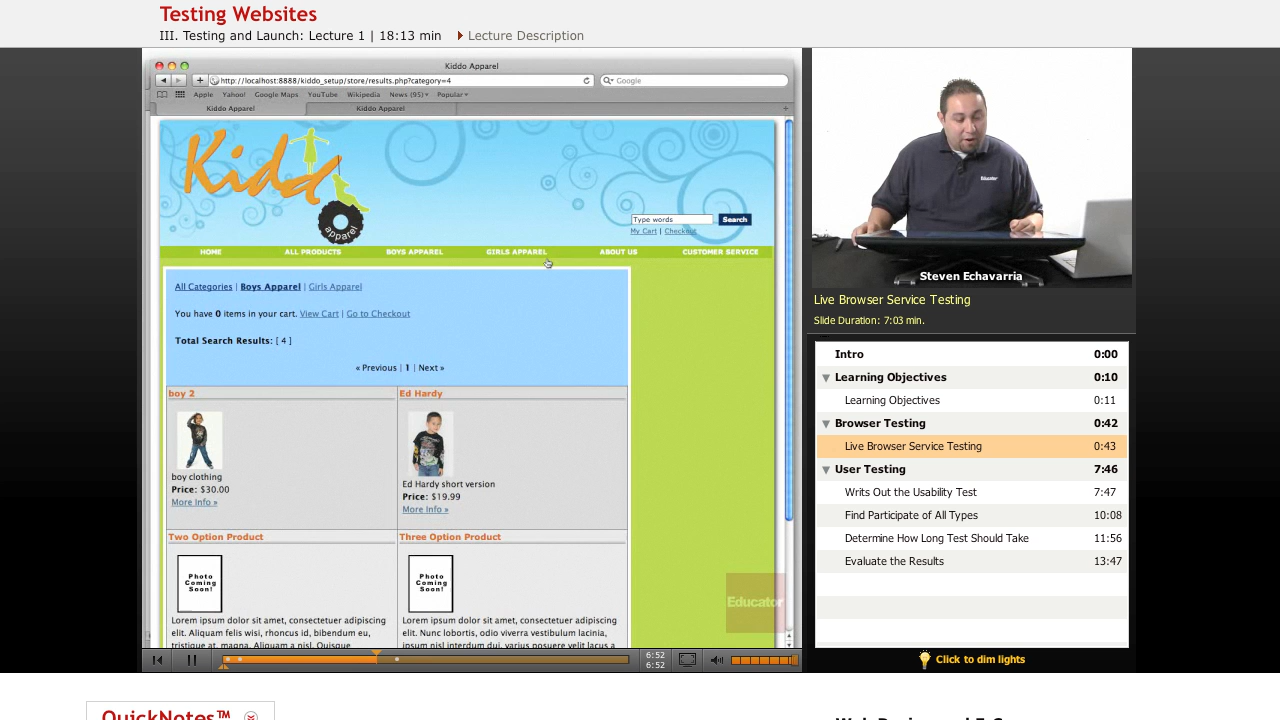 Testing Websites
III. Testing and Launch: Lecture 1 | 18:13 min
Lecture Description
Kiddo Apparel
http://localhost:8888/kiddo_setup/store/results.php?category=4
Google
Apple Yahoo! Google Maps YouTube Wikipedia News (95) Popular
Kiddo Apparel Kiddo Apparel
Kiddo
apparel
Type words Search
My Cart | Checkout
HOME ALL PRODUCTS BOYS APPAREL GIRLS APPAREL ABOUT US CUSTOMER SERVICE
All Categories | Boys Apparel | Girls Apparel
You have 0 items in your cart. View Cart | Go to Checkout
Total Search Results: [ 4 ]
« Previous | 1 | Next »
boy 2
boy clothing
Price: $30.00
More Info »
Ed Hardy
Ed Hardy short version
Price: $19.99
More Info »
Two Option Product
Photo
Coming
Soon!
Lorem ipsum dolor sit amet, consectetuer adipiscing
elit. Aliquam felis wisi, rhoncus id, bibendum eu,
tristique at, magna. Aliquam a nisl. Quisque
Three Option Product
Photo
Coming
Soon!
Lorem ipsum dolor sit amet, consectetuer adipiscing
elit. Nunc lobortis, odio viverra vestibulum lacinia,
ipsum nisl interdum dui, varius posuere velit lacus a
Educator
6:52
6:52
Educator
Steven Echavarria
Live Browser Service Testing
Slide Duration: 7:03 min.
Intro 0:00
Learning Objectives 0:10
Learning Objectives 0:11
Browser Testing 0:42
Live Browser Service Testing 0:43
User Testing 7:46
Writs Out the Usability Test 7:47
Find Participate of All Types 10:08
Determine How Long Test Should Take 11:56
Evaluate the Results 13:47
Click to dim lights
QuickNotes™